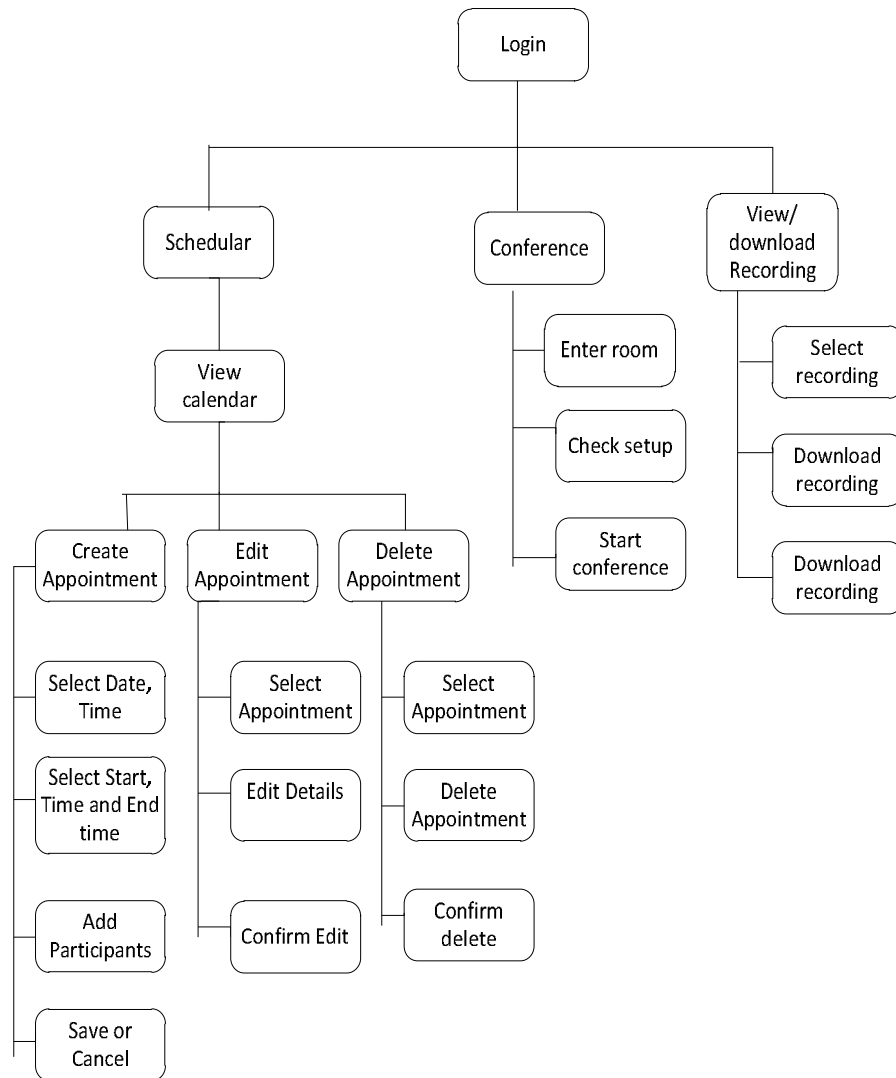 Login
Schedular
Conference
View/
download
Recording
View
calendar
Enter room
Check setup
Start
conference
Select
recording
Download
recording
Download
recording
Create
Appointment
Edit
Appointment
Delete
Appointment
Select Date,
Time
Select Start,
Time and End
time
Add
Participants
Save or
Cancel
Select
Appointment
Edit Details
Confirm Edit
Select
Appointment
Delete
Appointment
Confirm
delete